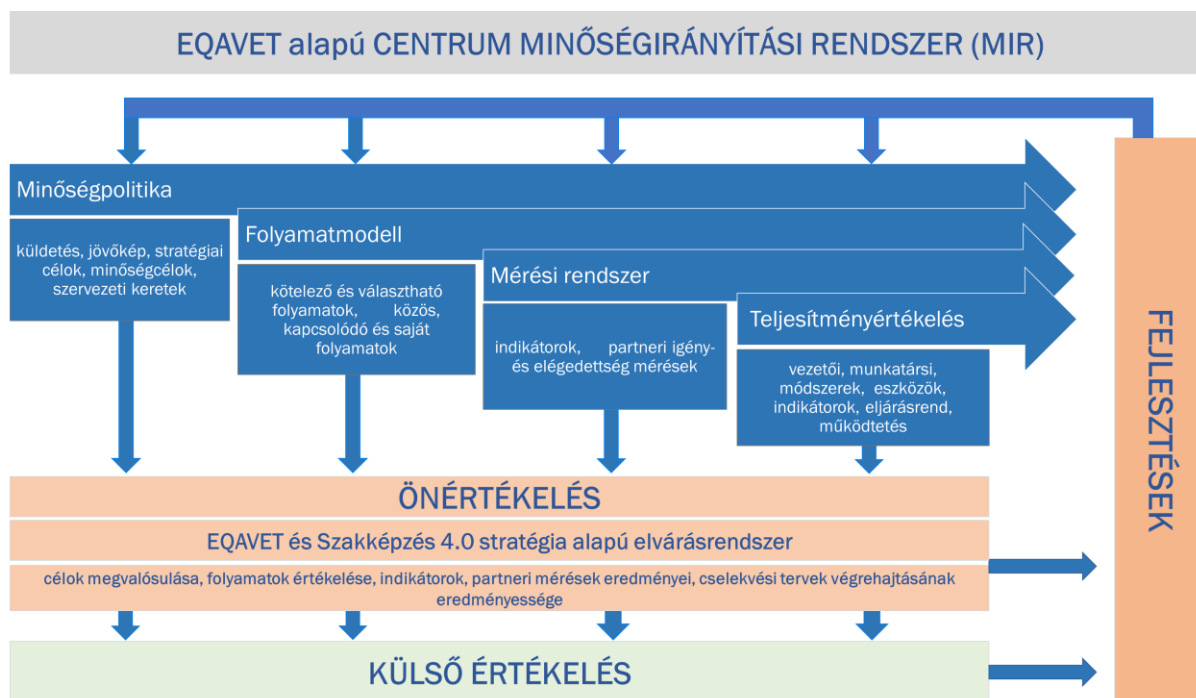 EQAVET alapú CENTRUM MINŐSÉGIRÁNYÍTÁSI RENDSZER (MIR)
Minőségpolitika
küldetés, jövőkép, stratégiai
célok, minőségcélok,
szervezeti keretek
Folyamatmodell
kötelező és választható
folyamatok, közös,
kapcsolódó és saját
folyamatok
Mérési rendszer
indikátorok, partneri igény-
és elégedettség mérések
Teljesítményértékelés
vezetői, munkatársi,
módszerek, eszközök,
indikátorok, eljárásrend,
működtetés
ÖNÉRTÉKELÉS
EQAVET és Szakképzés 4.0 stratégia alapú elvárásrendszer
célok megvalósulása, folyamatok értékelése, indikátorok, partneri mérések eredményei, cselekvési tervek végrehajtásának
eredményessége
KÜLSŐ ÉRTÉKELÉS
FEJLESZTÉSEK